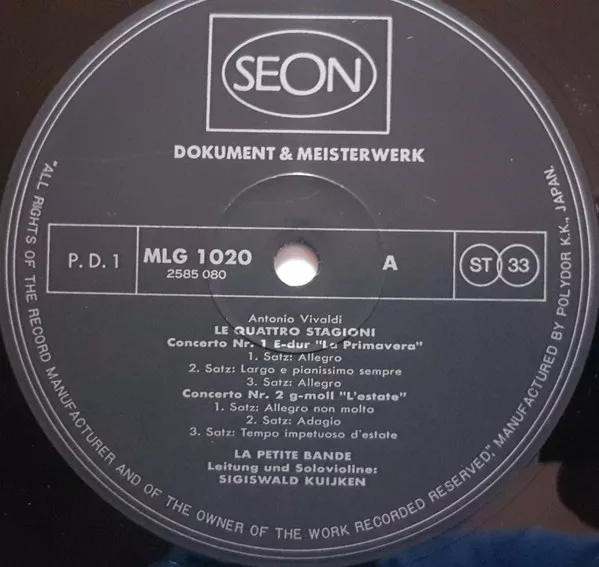 SEON
DOKUMENT & MEISTERWERK
P. D. 1
MLG 1020
2585 080
A
ST 33
Antonio Vivaldi
LE QUATTRO STAGIONI
Concerto Nr. 1 E-dur "La Primavera"
1. Satz: Allegro
2. Satz: Largo e pianissimo sempre
3. Satz: Allegro
Concerto Nr. 2 g-moll "L'estate"
1. Satz: Allegro non molto
2. Satz: Adagio
3. Satz: Tempo impetuoso d'estate
LA PETITE BANDE
Leitung und Solovioline:
SIGISWALD KUIJKEN
"ALL RIGHTS OF THE RECORD MANUFACTURER AND OF THE OWNER OF THE WORK RECORDED RESERVED," MANUFACTURED BY POLYDOR K.K., JAPAN.